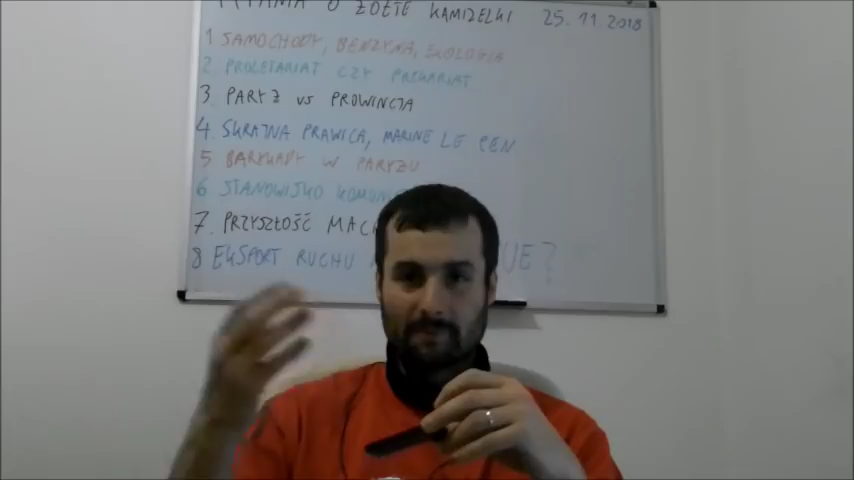 PYTANIA O ŻÓŁTE KAMIZELKI 25.11.2018
1 SAMOCHODY, BENZYNA, EKOLOGIA
2 PROLETARIAT CZY PREKARIAT
3 PARYŻ VS PROWINCJA
4. SKRAJNA PRAWICA, MARINE LE PEN
5 BARYKADY W PARYŻU
6 STANOWISKO
7. PRZYSZŁOŚĆ
8 EKSPORT RUCHU UE?